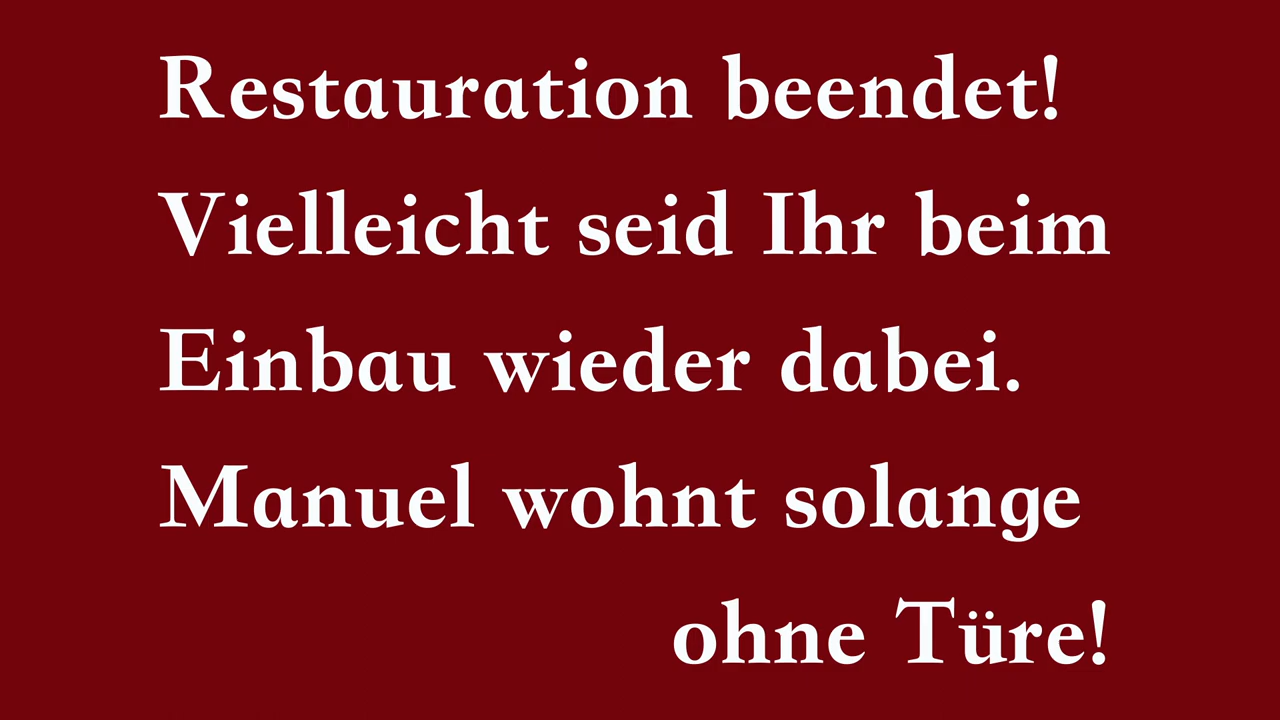 Restauration beendet!
Vielleicht seid Ihr beim
Einbau wieder dabei.
Manuel wohnt solange
ohne Türe!